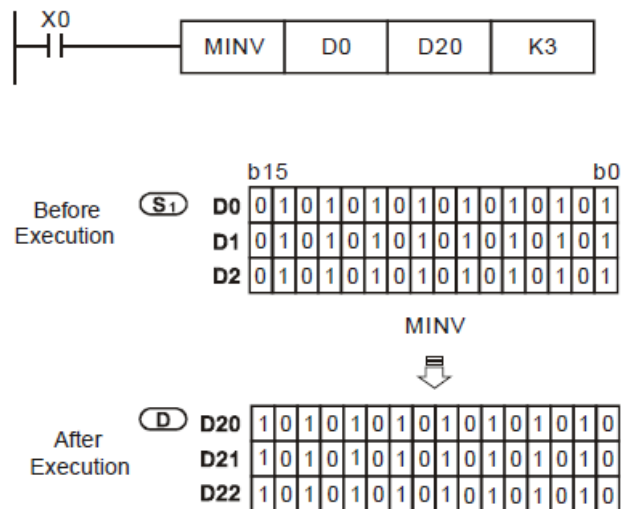 X0
MINV D0 D20 K3
b15 b0
Before Execution
S1 D0 0 1 0 1 0 1 0 1 0 1 0 1 0 1 0 1
D1 0 1 0 1 0 1 0 1 0 1 0 1 0 1 0 1
D2 0 1 0 1 0 1 0 1 0 1 0 1 0 1 0 1
MINV
After Execution
D D20 1 0 1 0 1 0 1 0 1 0 1 0 1 0 1 0
D21 1 0 1 0 1 0 1 0 1 0 1 0 1 0 1 0
D22 1 0 1 0 1 0 1 0 1 0 1 0 1 0 1 0